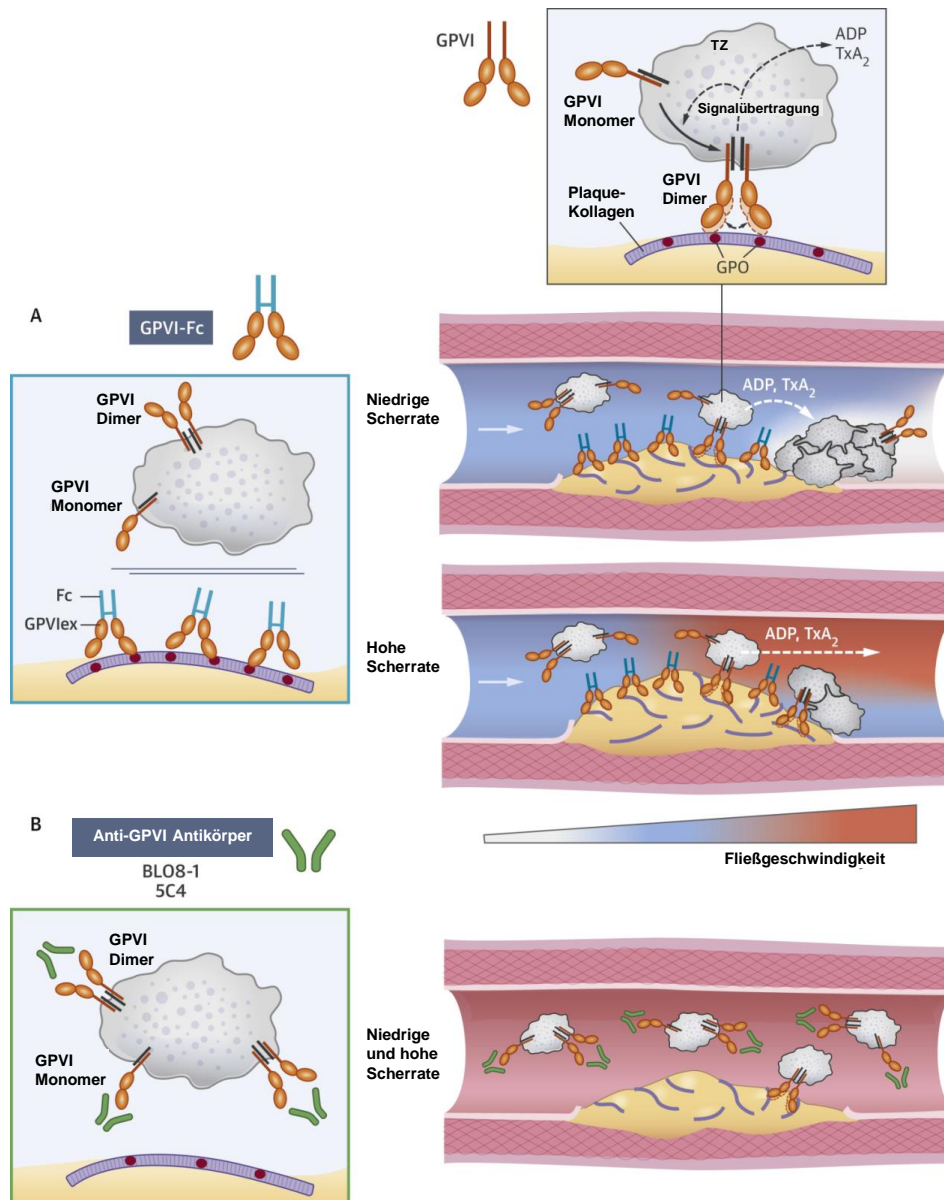 GPVI
TZ
ADP
TxA₂
GPVI
Monomer
Signalübertragung
GPVI
Dimer
Plaque-
Kollagen
GPO
A
GPVI-Fc
GPVI
Dimer
GPVI
Monomer
Fc
GPVIex
Niedrige
Scherrate
ADP, TxA₂
Hohe
Scherrate
ADP, TxA₂
Fließgeschwindigkeit
B
Anti-GPVI Antikörper
BLO8-1
5C4
GPVI
Dimer
GPVI
Monomer
Niedrige
und hohe
Scherrate